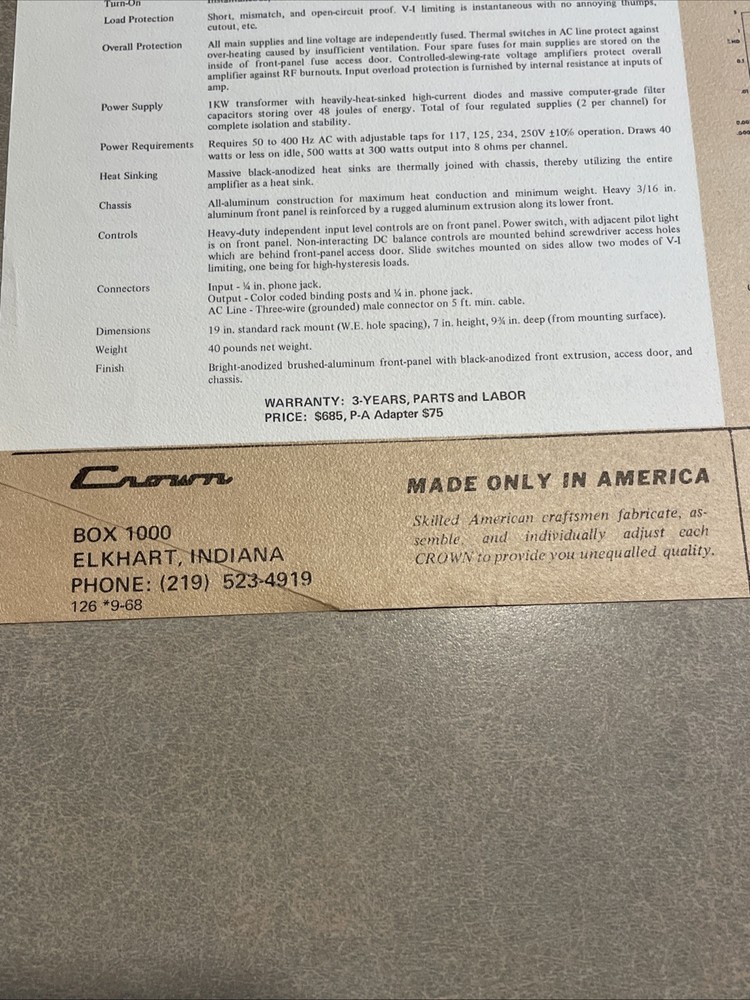 Turn-On
Load Protection Short, mismatch, and open-circuit proof. V-I limiting is instantaneous with no annoying thumps,
cutout, etc.
Overall Protection All main supplies and line voltage are independently fused. Thermal switches in AC line protect against
over-heating caused by insufficient ventilation. Four spare fuses for main supplies are stored on the
inside of front-panel fuse access door. Controlled-slewing-rate voltage amplifiers protect overall
amplifier against RF burnouts. Input overload protection is furnished by internal resistance at inputs of
amp.
Power Supply 1KW transformer with heavily-heat-sinked high-current diodes and massive computer-grade filter
capacitors storing over 48 joules of energy. Total of four regulated supplies (2 per channel) for
complete isolation and stability.
Power Requirements Requires 50 to 400 Hz AC with adjustable taps for 117, 125, 234, 250V ±10% operation. Draws 40
watts or less on idle, 500 watts at 300 watts output into 8 ohms per channel.
Heat Sinking Massive black-anodized heat sinks are thermally joined with chassis, thereby utilizing the entire
amplifier as a heat sink.
Chassis All-aluminum construction for maximum heat conduction and minimum weight. Heavy 3/16 in.
aluminum front panel is reinforced by a rugged aluminum extrusion along its lower front.
Controls Heavy-duty independent input level controls are on front panel. Power switch, with adjacent pilot light
is on front panel. Non-interacting DC balance controls are mounted behind screwdriver access holes
which are behind front-panel access door. Slide switches mounted on sides allow two modes of V-I
limiting, one being for high-hysteresis loads.
Connectors Input - ¼ in. phone jack.
Output - Color coded binding posts and ¼ in. phone jack.
AC Line - Three-wire (grounded) male connector on 5 ft. min. cable.
Dimensions 19 in. standard rack mount (W.E. hole spacing), 7 in. height, 9¾ in. deep (from mounting surface).
Weight 40 pounds net weight.
Finish Bright-anodized brushed-aluminum front-panel with black-anodized front extrusion, access door, and
chassis.
WARRANTY: 3-YEARS, PARTS and LABOR
PRICE: $685, P-A Adapter $75
Crown
BOX 1000
ELKHART, INDIANA
PHONE: (219) 523-4919
126 *9-68
MADE ONLY IN AMERICA
Skilled American craftsmen fabricate, as-
semble, and individually adjust each
CROWN to provide you unequalled quality.